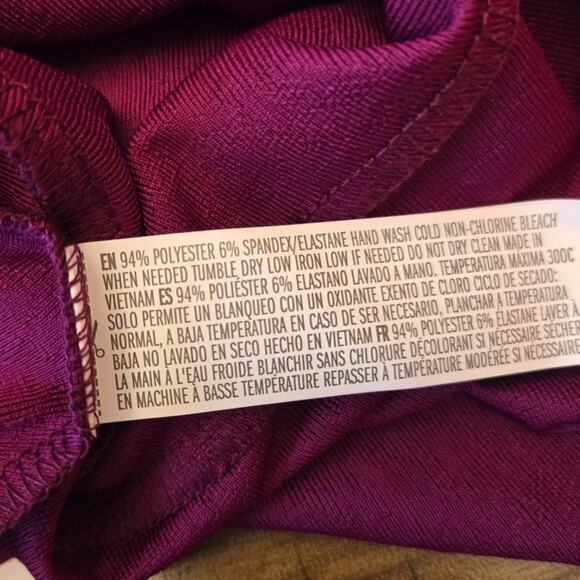 EN 94% POLYESTER 6% SPANDEX/ELASTANE HAND WASH COLD NON-CHLORINE BLEACH
WHEN NEEDED TUMBLE DRY LOW IRON LOW IF NEEDED DO NOT DRY CLEAN MADE IN
VIETNAM ES 94% POLIÉSTER 6% ELASTANO LAVADO A MANO. TEMPERATURA MÁXIMA 300C
SOLO PERMITE UN BLANQUEO CON UN OXIDANTE EXENTO DE CLORO CICLO DE SECADO:
NORMAL, A BAJA TEMPERATURA EN CASO DE SER NECESARIO, PLANCHAR A TEMPERATURA
BAJA NO LAVADO EN SECO HECHO EN VIETNAM FR 94% POLYESTER 6% ÉLASTANE LAVER À
LA MAIN À L'EAU FROIDE BLANCHIR SANS CHLORURE DÉCOLORANT SI NÉCESSAIRE SÉCHER
EN MACHINE À BASSE TEMPÉRATURE REPASSER À TEMPÉRATURE MODÉRÉE SI NÉCESSAIRE